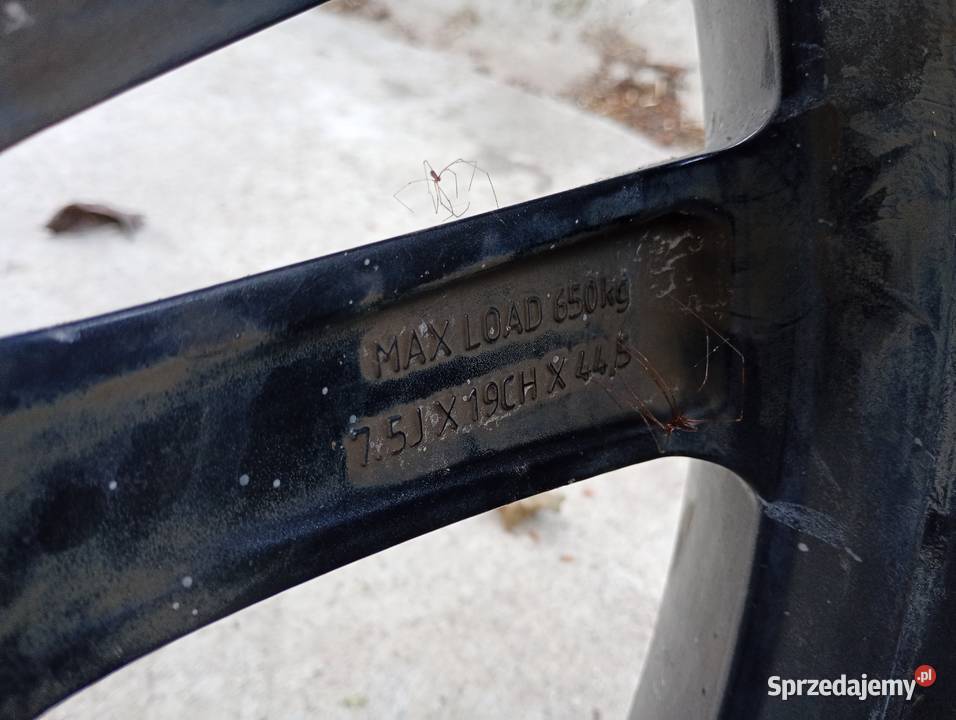 MAX LOAD 650kg
7.5J X 19CH X 44,5
Sprzedajemy.pl